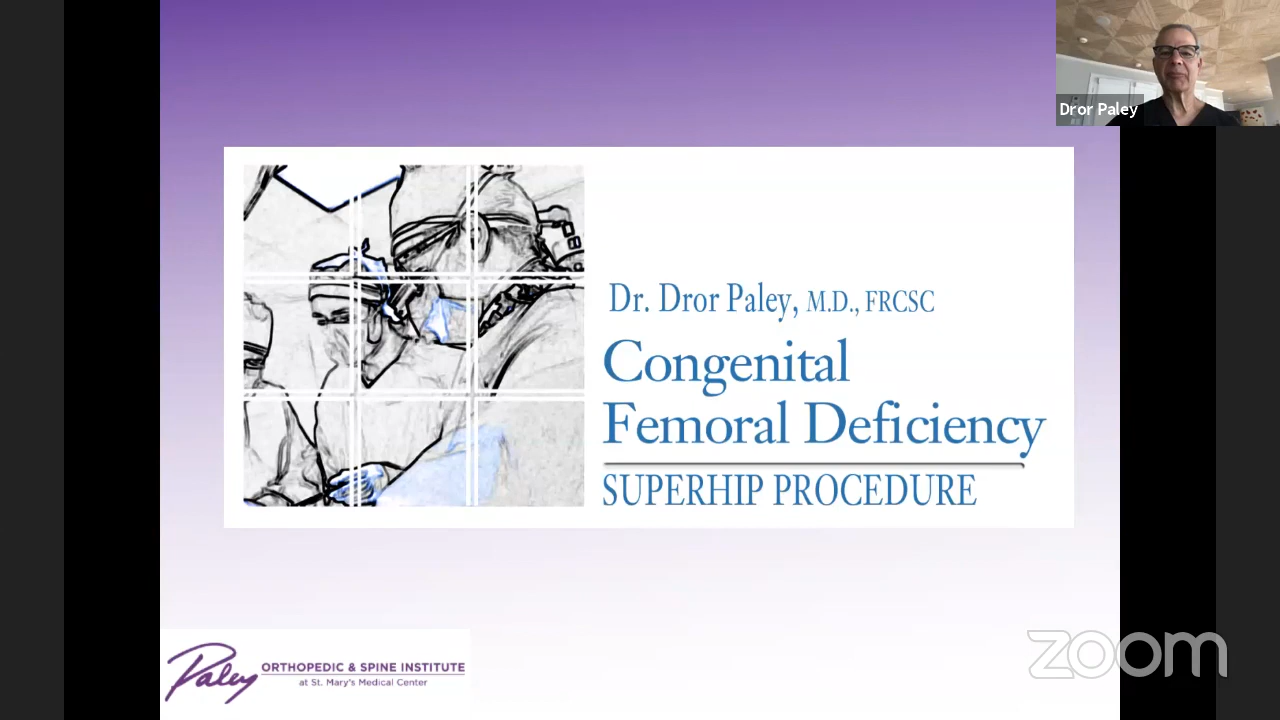 Dror Paley
Dr. Dror Paley, M.D., FRCSC
Congenital
Femoral Deficiency
SUPERHIP PROCEDURE
Paley ORTHOPEDIC & SPINE INSTITUTE
at St. Mary's Medical Center
zoom